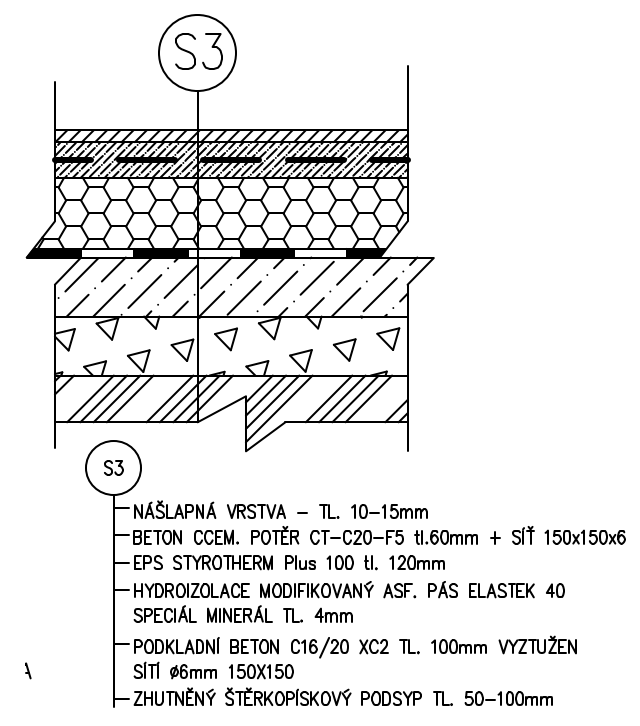 S3
S3
NÁŠLAPNÁ VRSTVA - TL. 10-15mm
BETON CCEM. POTĚR CT-C20-F5 tl.60mm + SÍŤ 150x150x6
EPS STYROTHERM Plus 100 tl. 120mm
HYDROIZOLACE MODIFIKOVANÝ ASF. PÁS ELASTEK 40
SPECIÁL MINERÁL TL. 4mm
PODKLADNÍ BETON C16/20 XC2 TL. 100mm VYZTUŽEN
SÍTÍ ø6mm 150X150
ZHUTNĚNÝ ŠTĚRKOPÍSKOVÝ PODSYP TL. 50-100mm